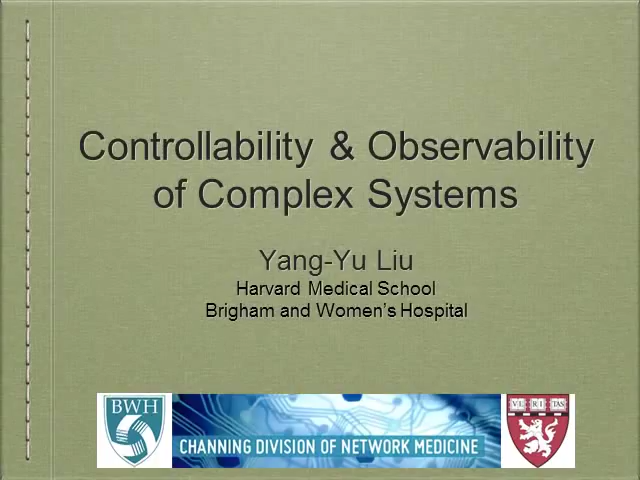 Controllability & Observability
of Complex Systems
Yang-Yu Liu
Harvard Medical School
Brigham and Women's Hospital
BWH
CHANNING DIVISION OF NETWORK MEDICINE
VE RI TAS